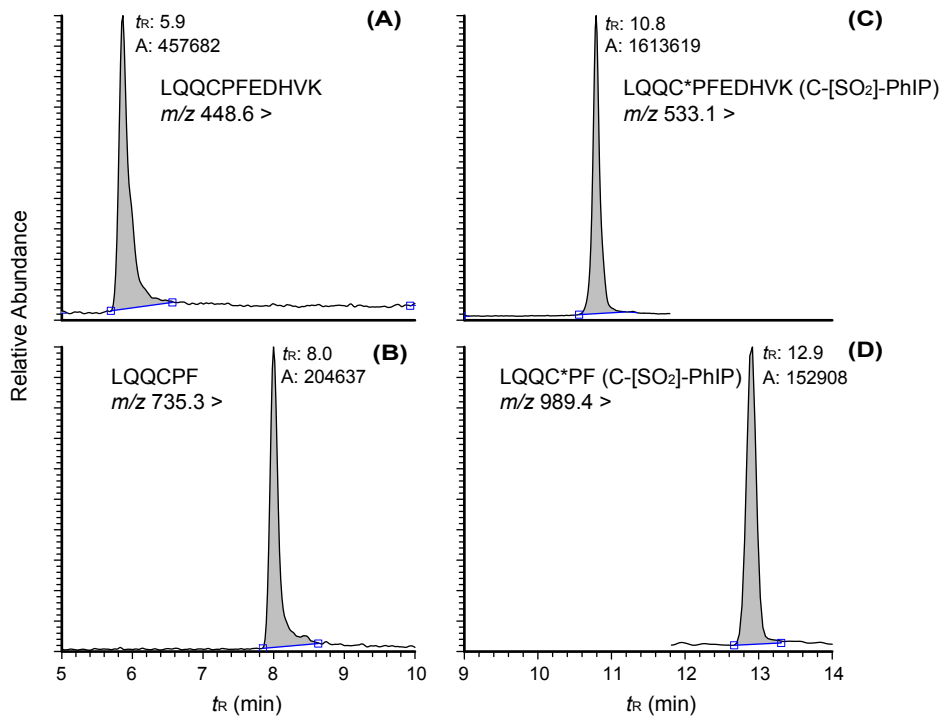 (A)
tR: 5.9
A: 457682
LQQCPFEDHVK
m/z 448.6 >
(C)
tR: 10.8
A: 1613619
LQQC*PFEDHVK (C-[SO2]-PhIP)
m/z 533.1 >
Relative Abundance
(B)
tR: 8.0
A: 204637
LQQCPF
m/z 735.3 >
(D)
tR: 12.9
A: 152908
LQQC*PF (C-[SO2]-PhIP)
m/z 989.4 >
5 6 7 8 9 10
tR (min)
9 10 11 12 13 14
tR (min)